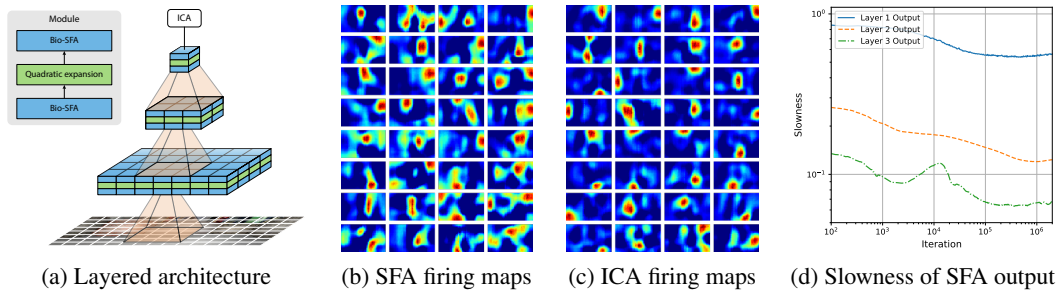 Module
Bio-SFA
Quadratic expansion
Bio-SFA
ICA
(a) Layered architecture
(b) SFA firing maps
(c) ICA firing maps
Layer 1 Output
Layer 2 Output
Layer 3 Output
10⁰
10⁻¹
Slowness
10² 10³ 10⁴ 10⁵ 10⁶
Iteration
(d) Slowness of SFA output